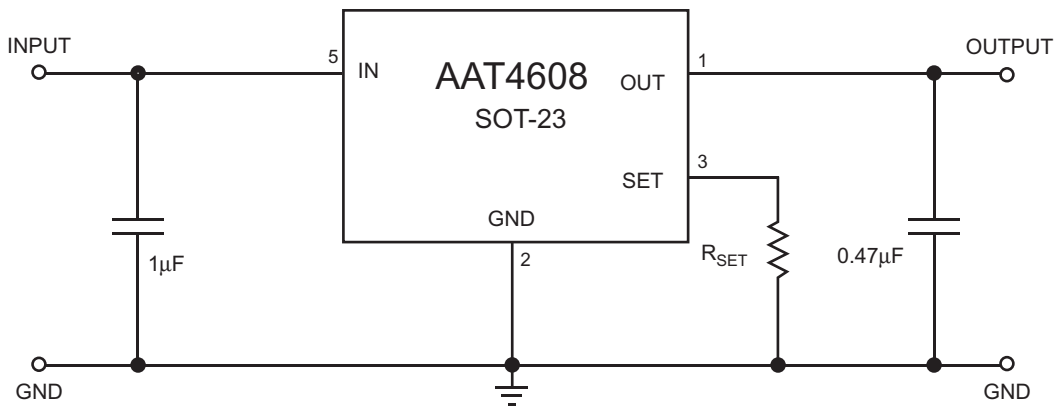 INPUT
5
IN
AAT4608
SOT-23
OUT
1
OUTPUT
SET
3
GND
2
1μF
RSET
0.47μF
GND
GND